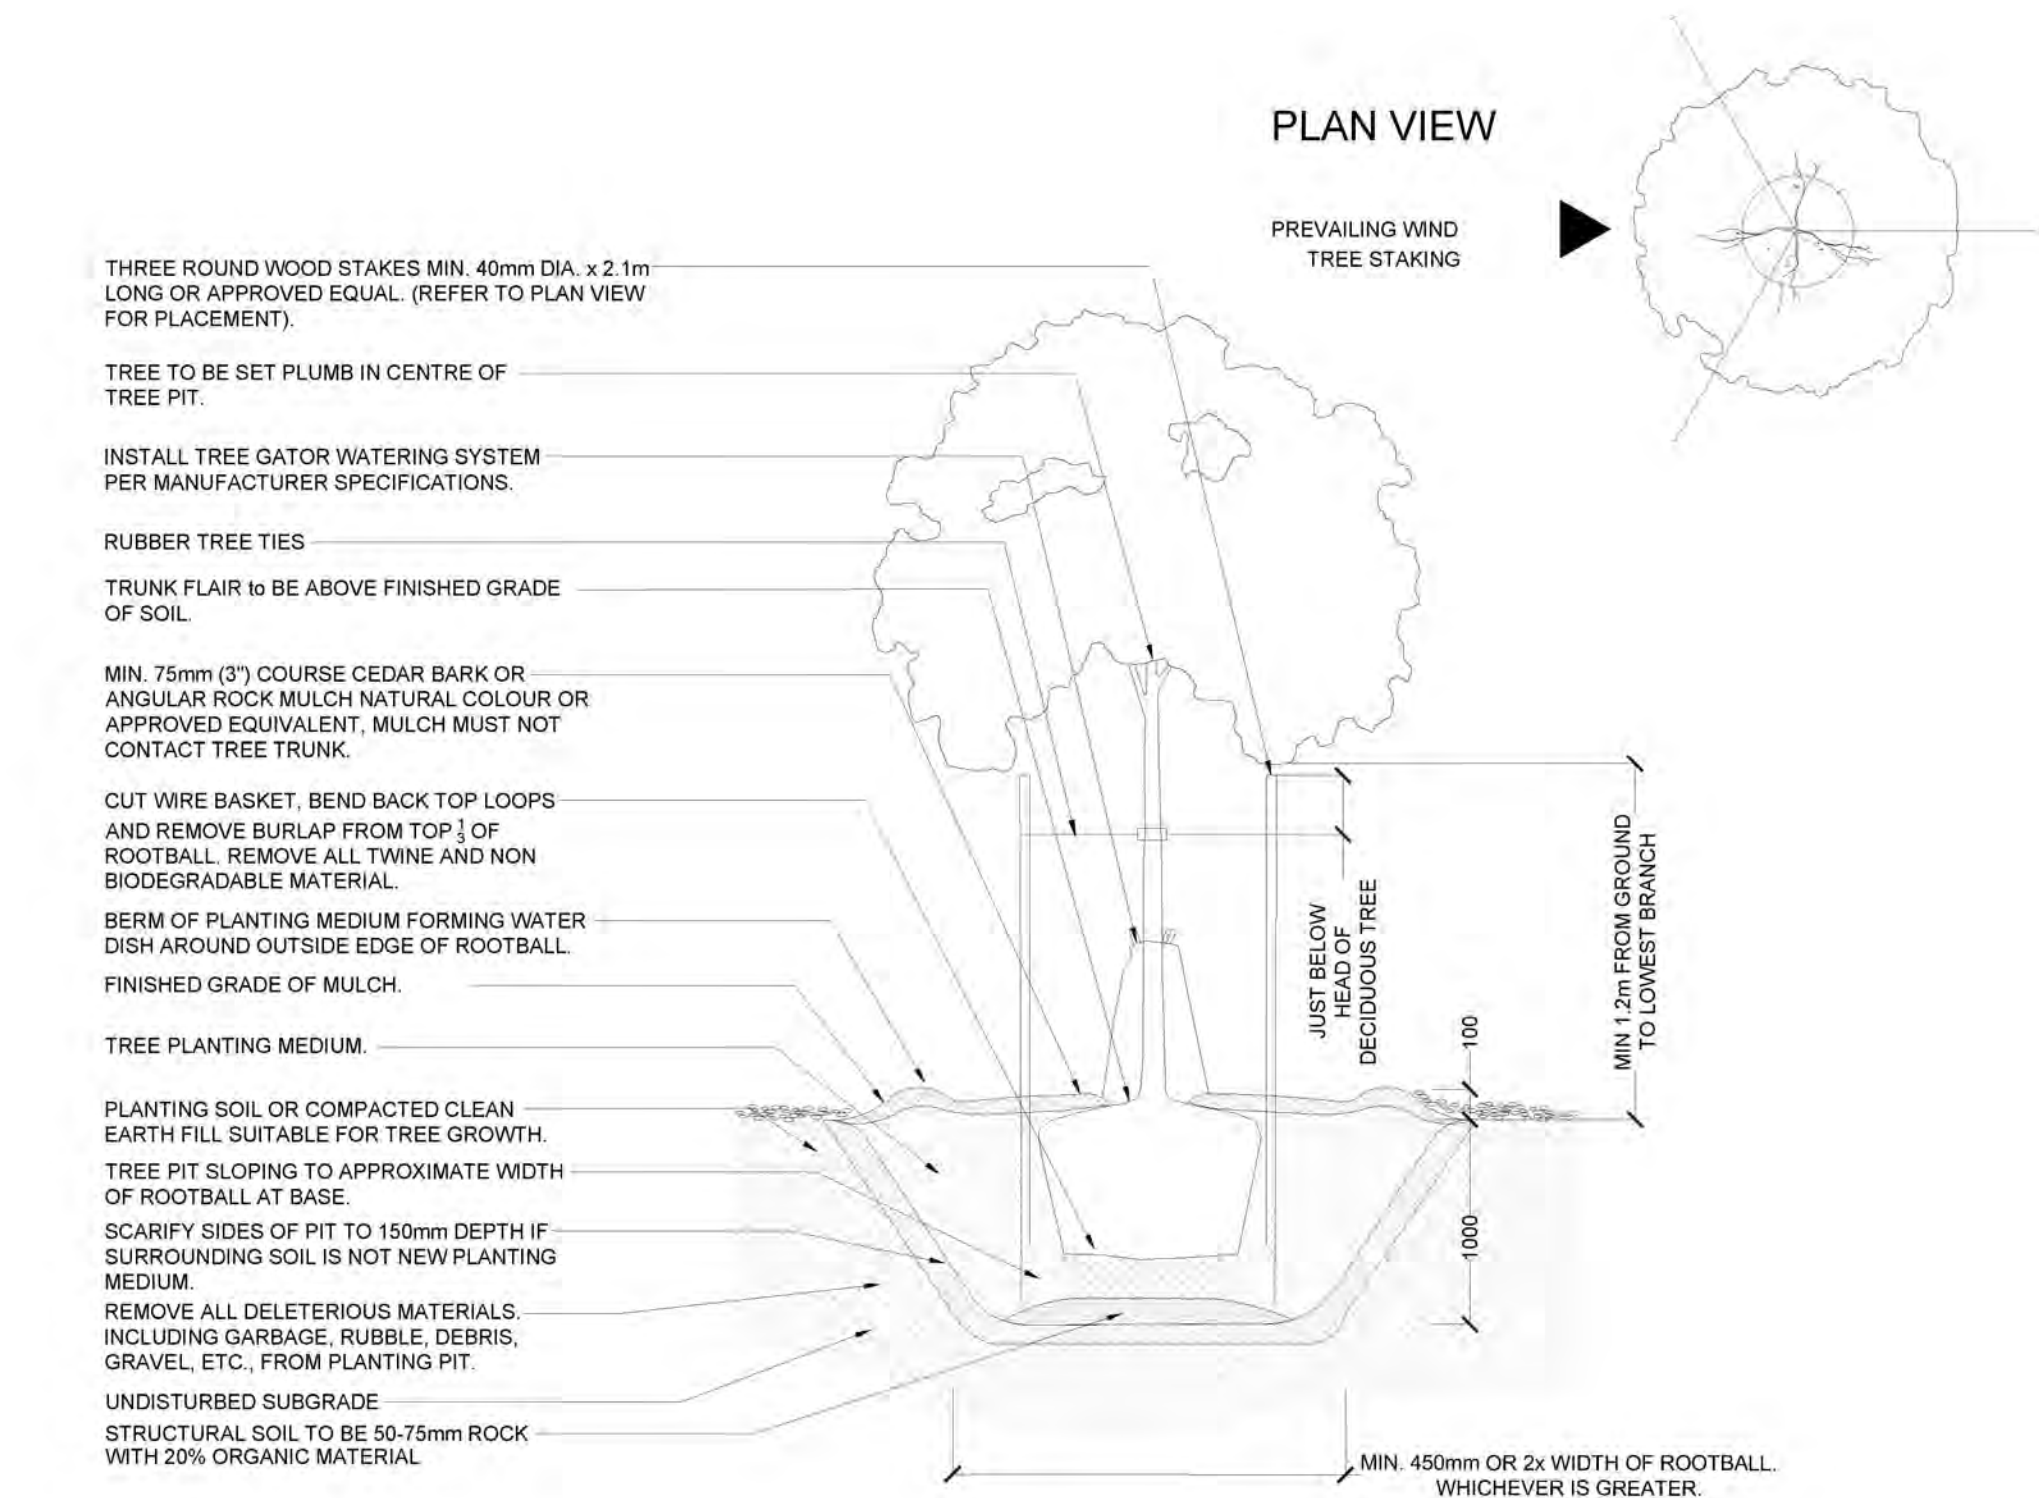 PLAN VIEW
PREVAILING WIND
TREE STAKING
THREE ROUND WOOD STAKES MIN. 40mm DIA. x 2.1m
LONG OR APPROVED EQUAL. (REFER TO PLAN VIEW
FOR PLACEMENT).
TREE TO BE SET PLUMB IN CENTRE OF
TREE PIT.
INSTALL TREE GATOR WATERING SYSTEM
PER MANUFACTURER SPECIFICATIONS.
RUBBER TREE TIES
TRUNK FLAIR to BE ABOVE FINISHED GRADE
OF SOIL.
MIN. 75mm (3") COURSE CEDAR BARK OR
ANGULAR ROCK MULCH NATURAL COLOUR OR
APPROVED EQUIVALENT, MULCH MUST NOT
CONTACT TREE TRUNK.
CUT WIRE BASKET, BEND BACK TOP LOOPS
AND REMOVE BURLAP FROM TOP 1/3 OF
ROOTBALL. REMOVE ALL TWINE AND NON
BIODEGRADABLE MATERIAL.
BERM OF PLANTING MEDIUM FORMING WATER
DISH AROUND OUTSIDE EDGE OF ROOTBALL.
FINISHED GRADE OF MULCH.
TREE PLANTING MEDIUM.
PLANTING SOIL OR COMPACTED CLEAN
EARTH FILL SUITABLE FOR TREE GROWTH.
TREE PIT SLOPING TO APPROXIMATE WIDTH
OF ROOTBALL AT BASE.
SCARIFY SIDES OF PIT TO 150mm DEPTH IF
SURROUNDING SOIL IS NOT NEW PLANTING
MEDIUM.
REMOVE ALL DELETERIOUS MATERIALS.
INCLUDING GARBAGE, RUBBLE, DEBRIS,
GRAVEL, ETC., FROM PLANTING PIT.
UNDISTURBED SUBGRADE
STRUCTURAL SOIL TO BE 50-75mm ROCK
WITH 20% ORGANIC MATERIAL
JUST BELOW
HEAD OF
DECIDUOUS TREE
100
1000
MIN 1.2m FROM GROUND
TO LOWEST BRANCH
MIN. 450mm OR 2x WIDTH OF ROOTBALL.
WHICHEVER IS GREATER.